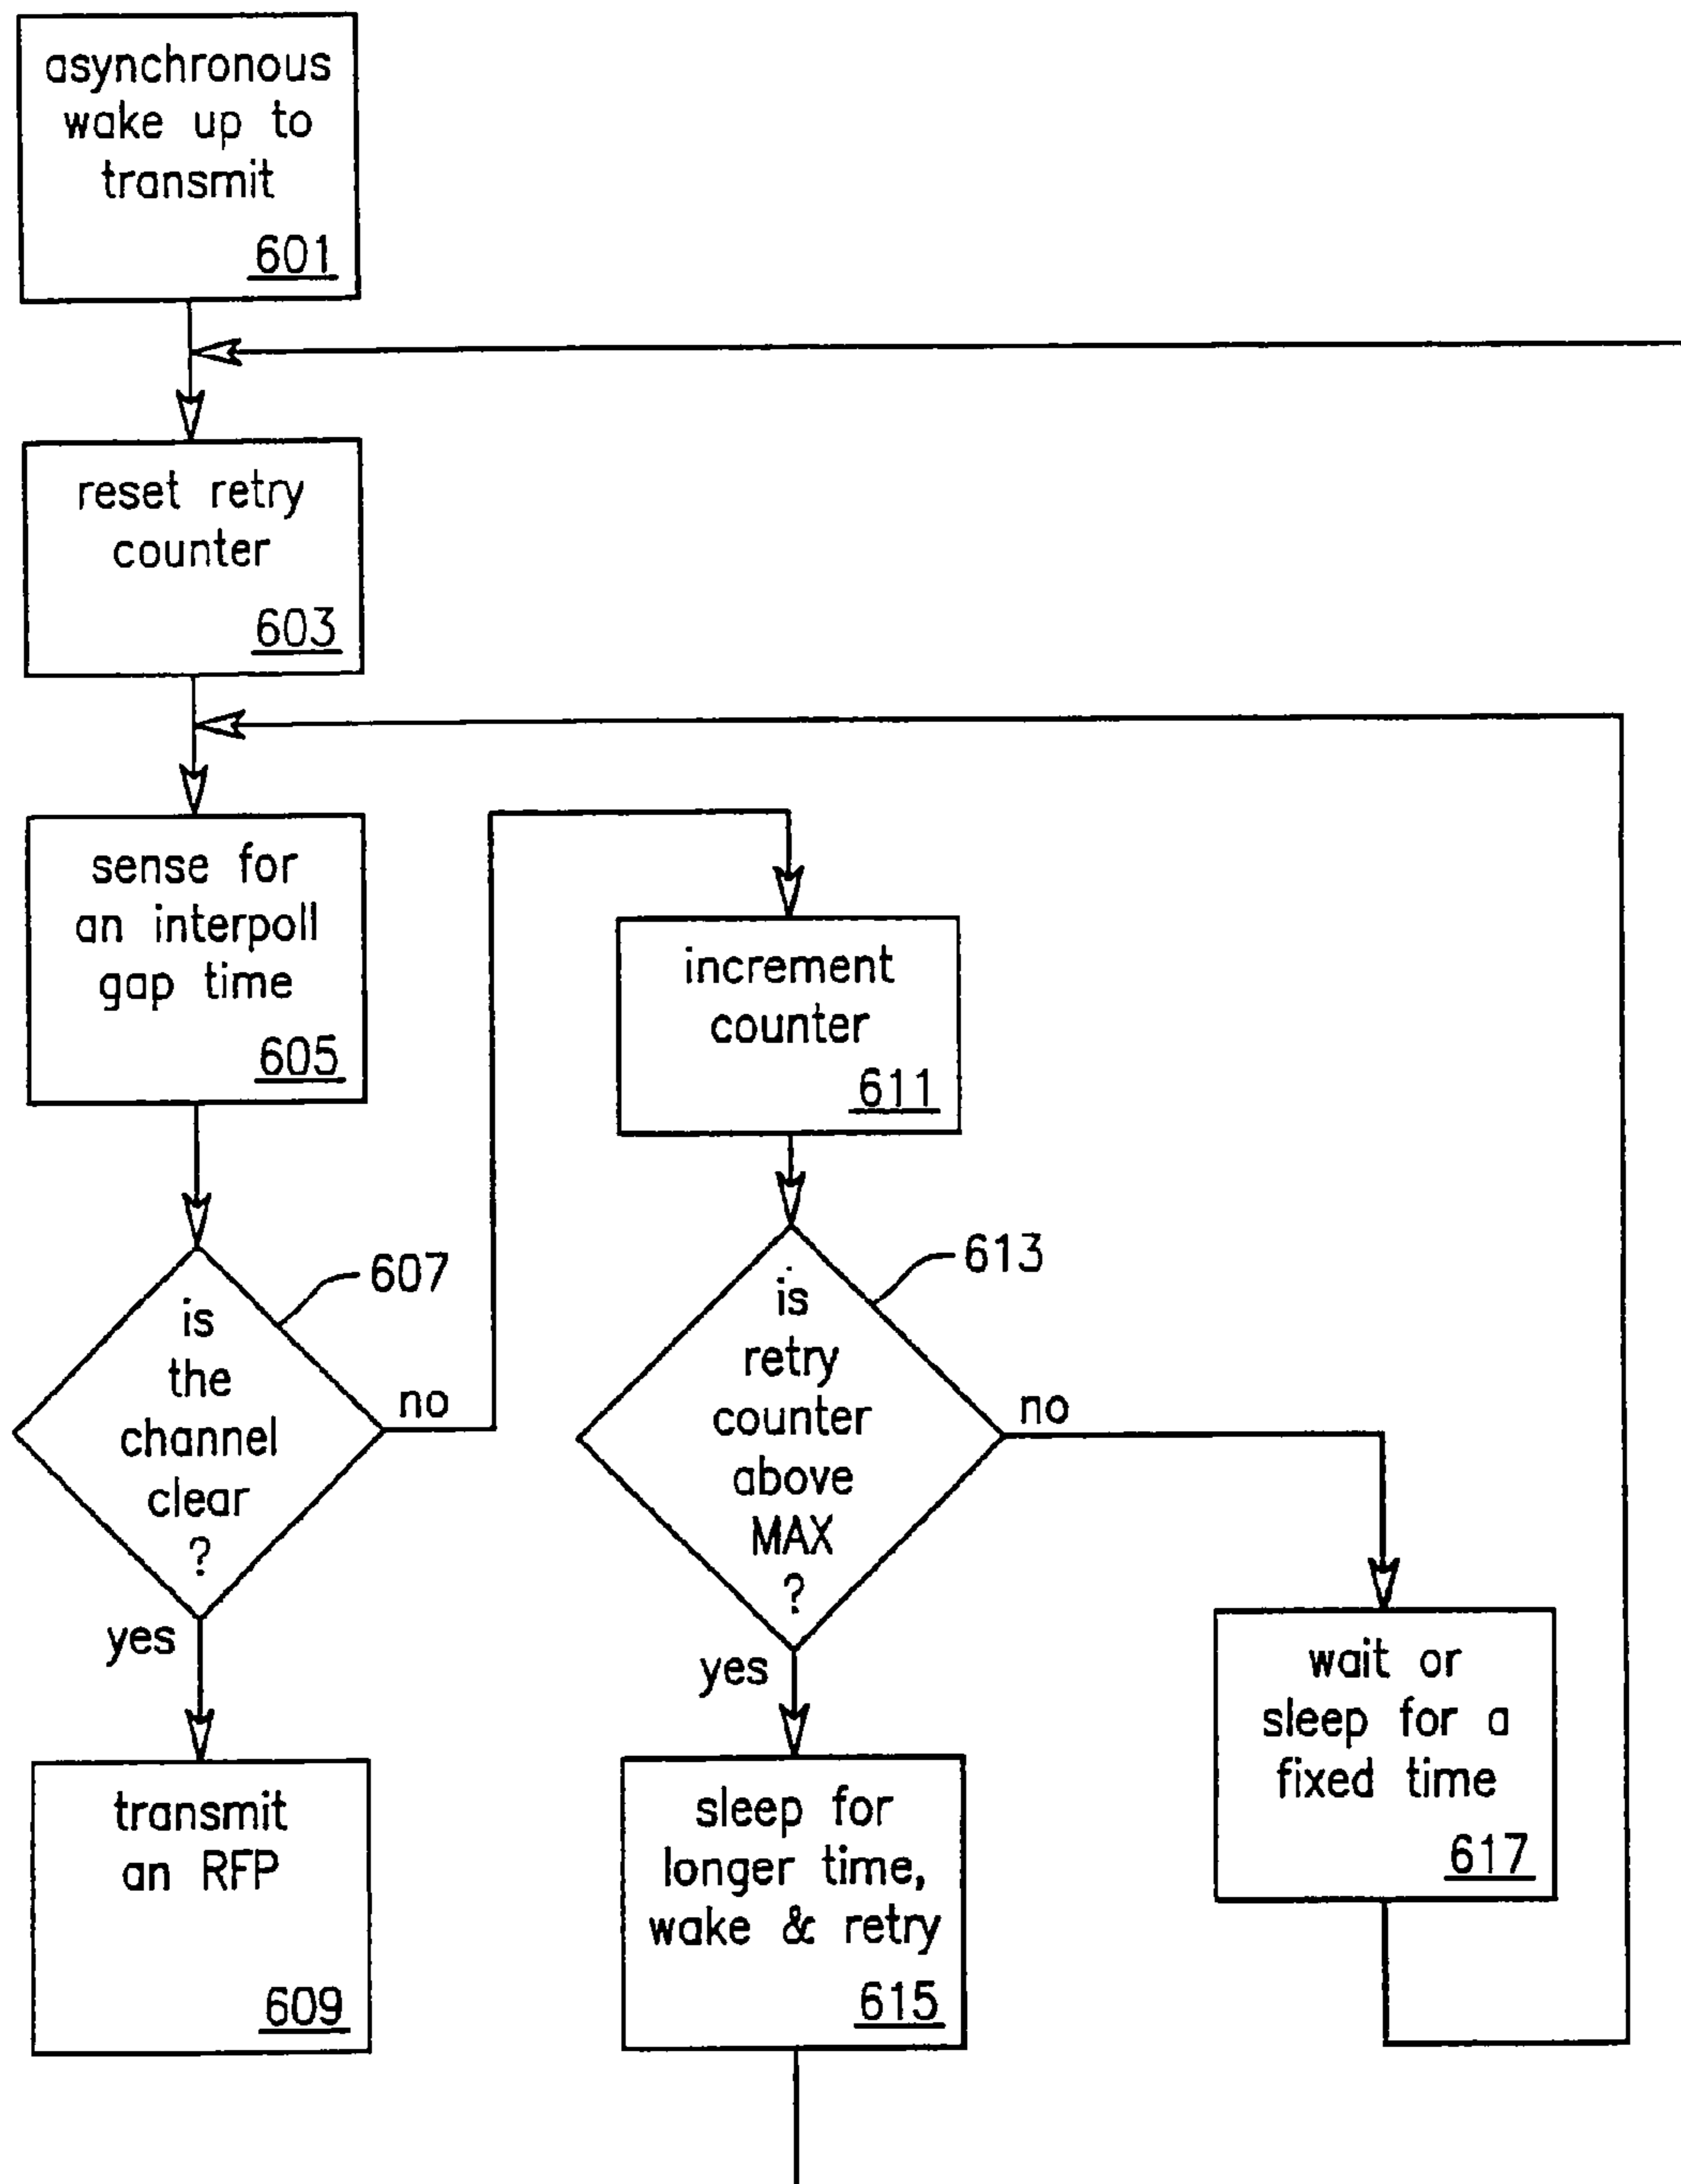 asynchronous
wake up to
transmit
601
reset retry
counter
603
sense for
an interpoll
gap time
605
is
the
channel
clear
?
607
no
yes
transmit
an RFP
609
increment
counter
611
is
retry
counter
above
MAX
?
613
no
yes
sleep for
longer time,
wake & retry
615
wait or
sleep for a
fixed time
617